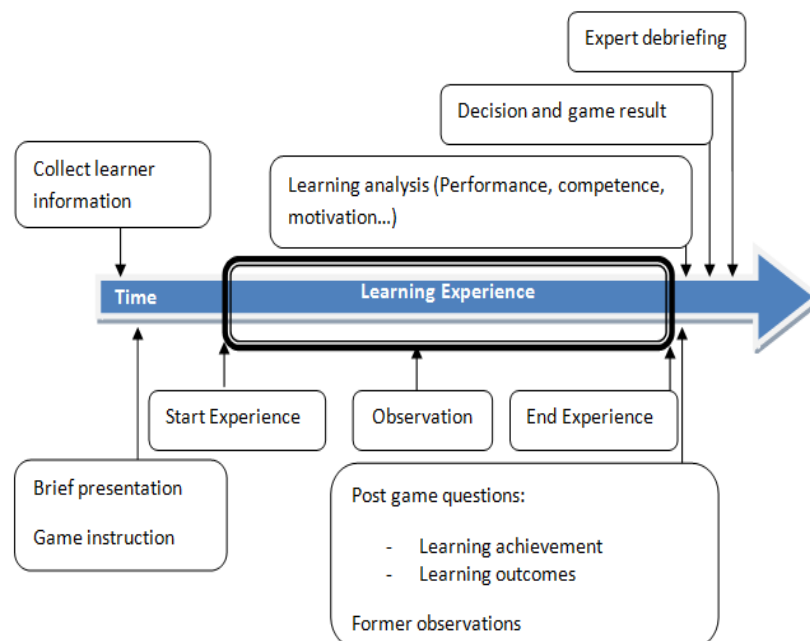 Expert debriefing
Decision and game result
Collect learner
information
Learning analysis (Performance, competence,
motivation...)
Time
Learning Experience
Start Experience
Observation
End Experience
Brief presentation
Game instruction
Post game questions:
- Learning achievement
- Learning outcomes
Former observations